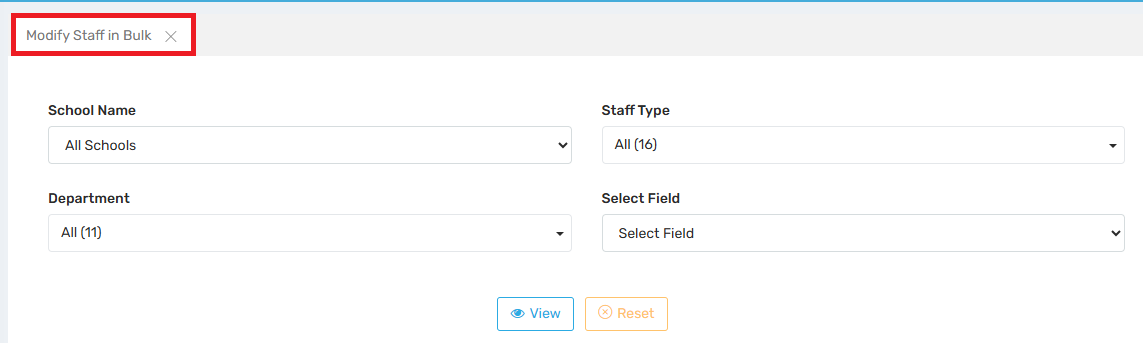 Modify Staff in Bulk
School Name
Staff Type
All Schools
All (16)
Department
Select Field
All (11)
Select Field
View
Reset